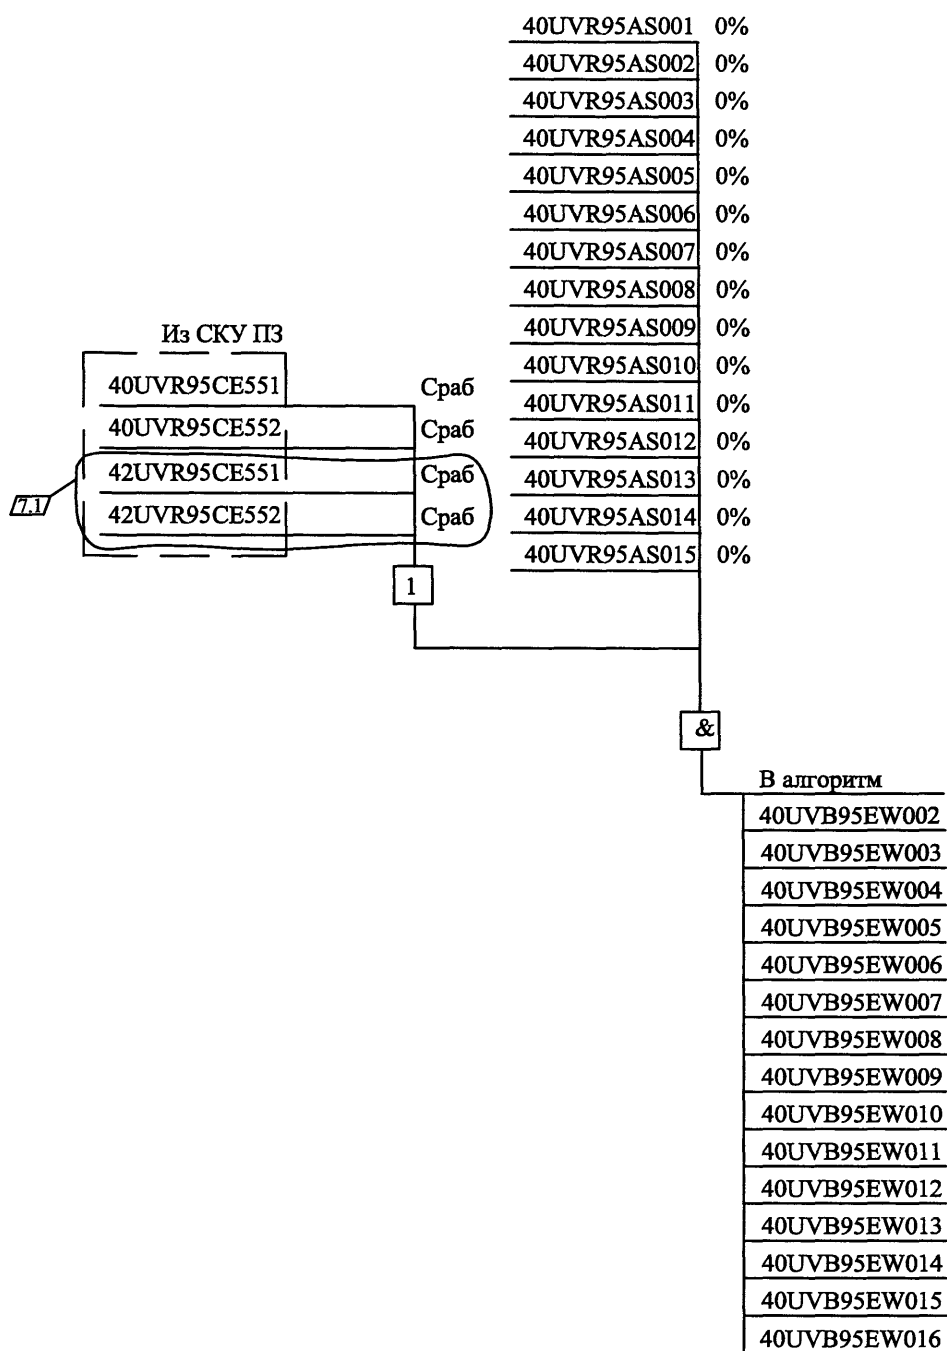 40UVR95AS001 0%
40UVR95AS002 0%
40UVR95AS003 0%
40UVR95AS004 0%
40UVR95AS005 0%
40UVR95AS006 0%
40UVR95AS007 0%
40UVR95AS008 0%
40UVR95AS009 0%
40UVR95AS010 0%
40UVR95AS011 0%
40UVR95AS012 0%
40UVR95AS013 0%
40UVR95AS014 0%
40UVR95AS015 0%
Из СКУ ПЗ
40UVR95CE551 Сраб
40UVR95CE552 Сраб
42UVR95CE551 Сраб
42UVR95CE552 Сраб
7.1
1
&
В алгоритм
40UVB95EW002
40UVB95EW003
40UVB95EW004
40UVB95EW005
40UVB95EW006
40UVB95EW007
40UVB95EW008
40UVB95EW009
40UVB95EW010
40UVB95EW011
40UVB95EW012
40UVB95EW013
40UVB95EW014
40UVB95EW015
40UVB95EW016